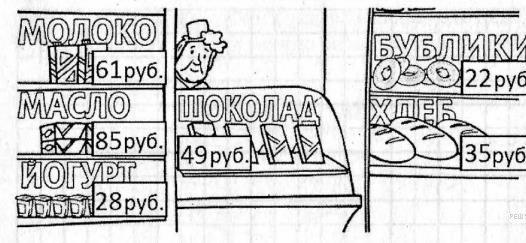 МОЛОКО
61руб.
МАСЛО
85руб.
ЙОГУРТ
28руб.
ШОКОЛАД
49руб.
БУБЛИКИ
22руб.
ХЛЕБ
35руб.